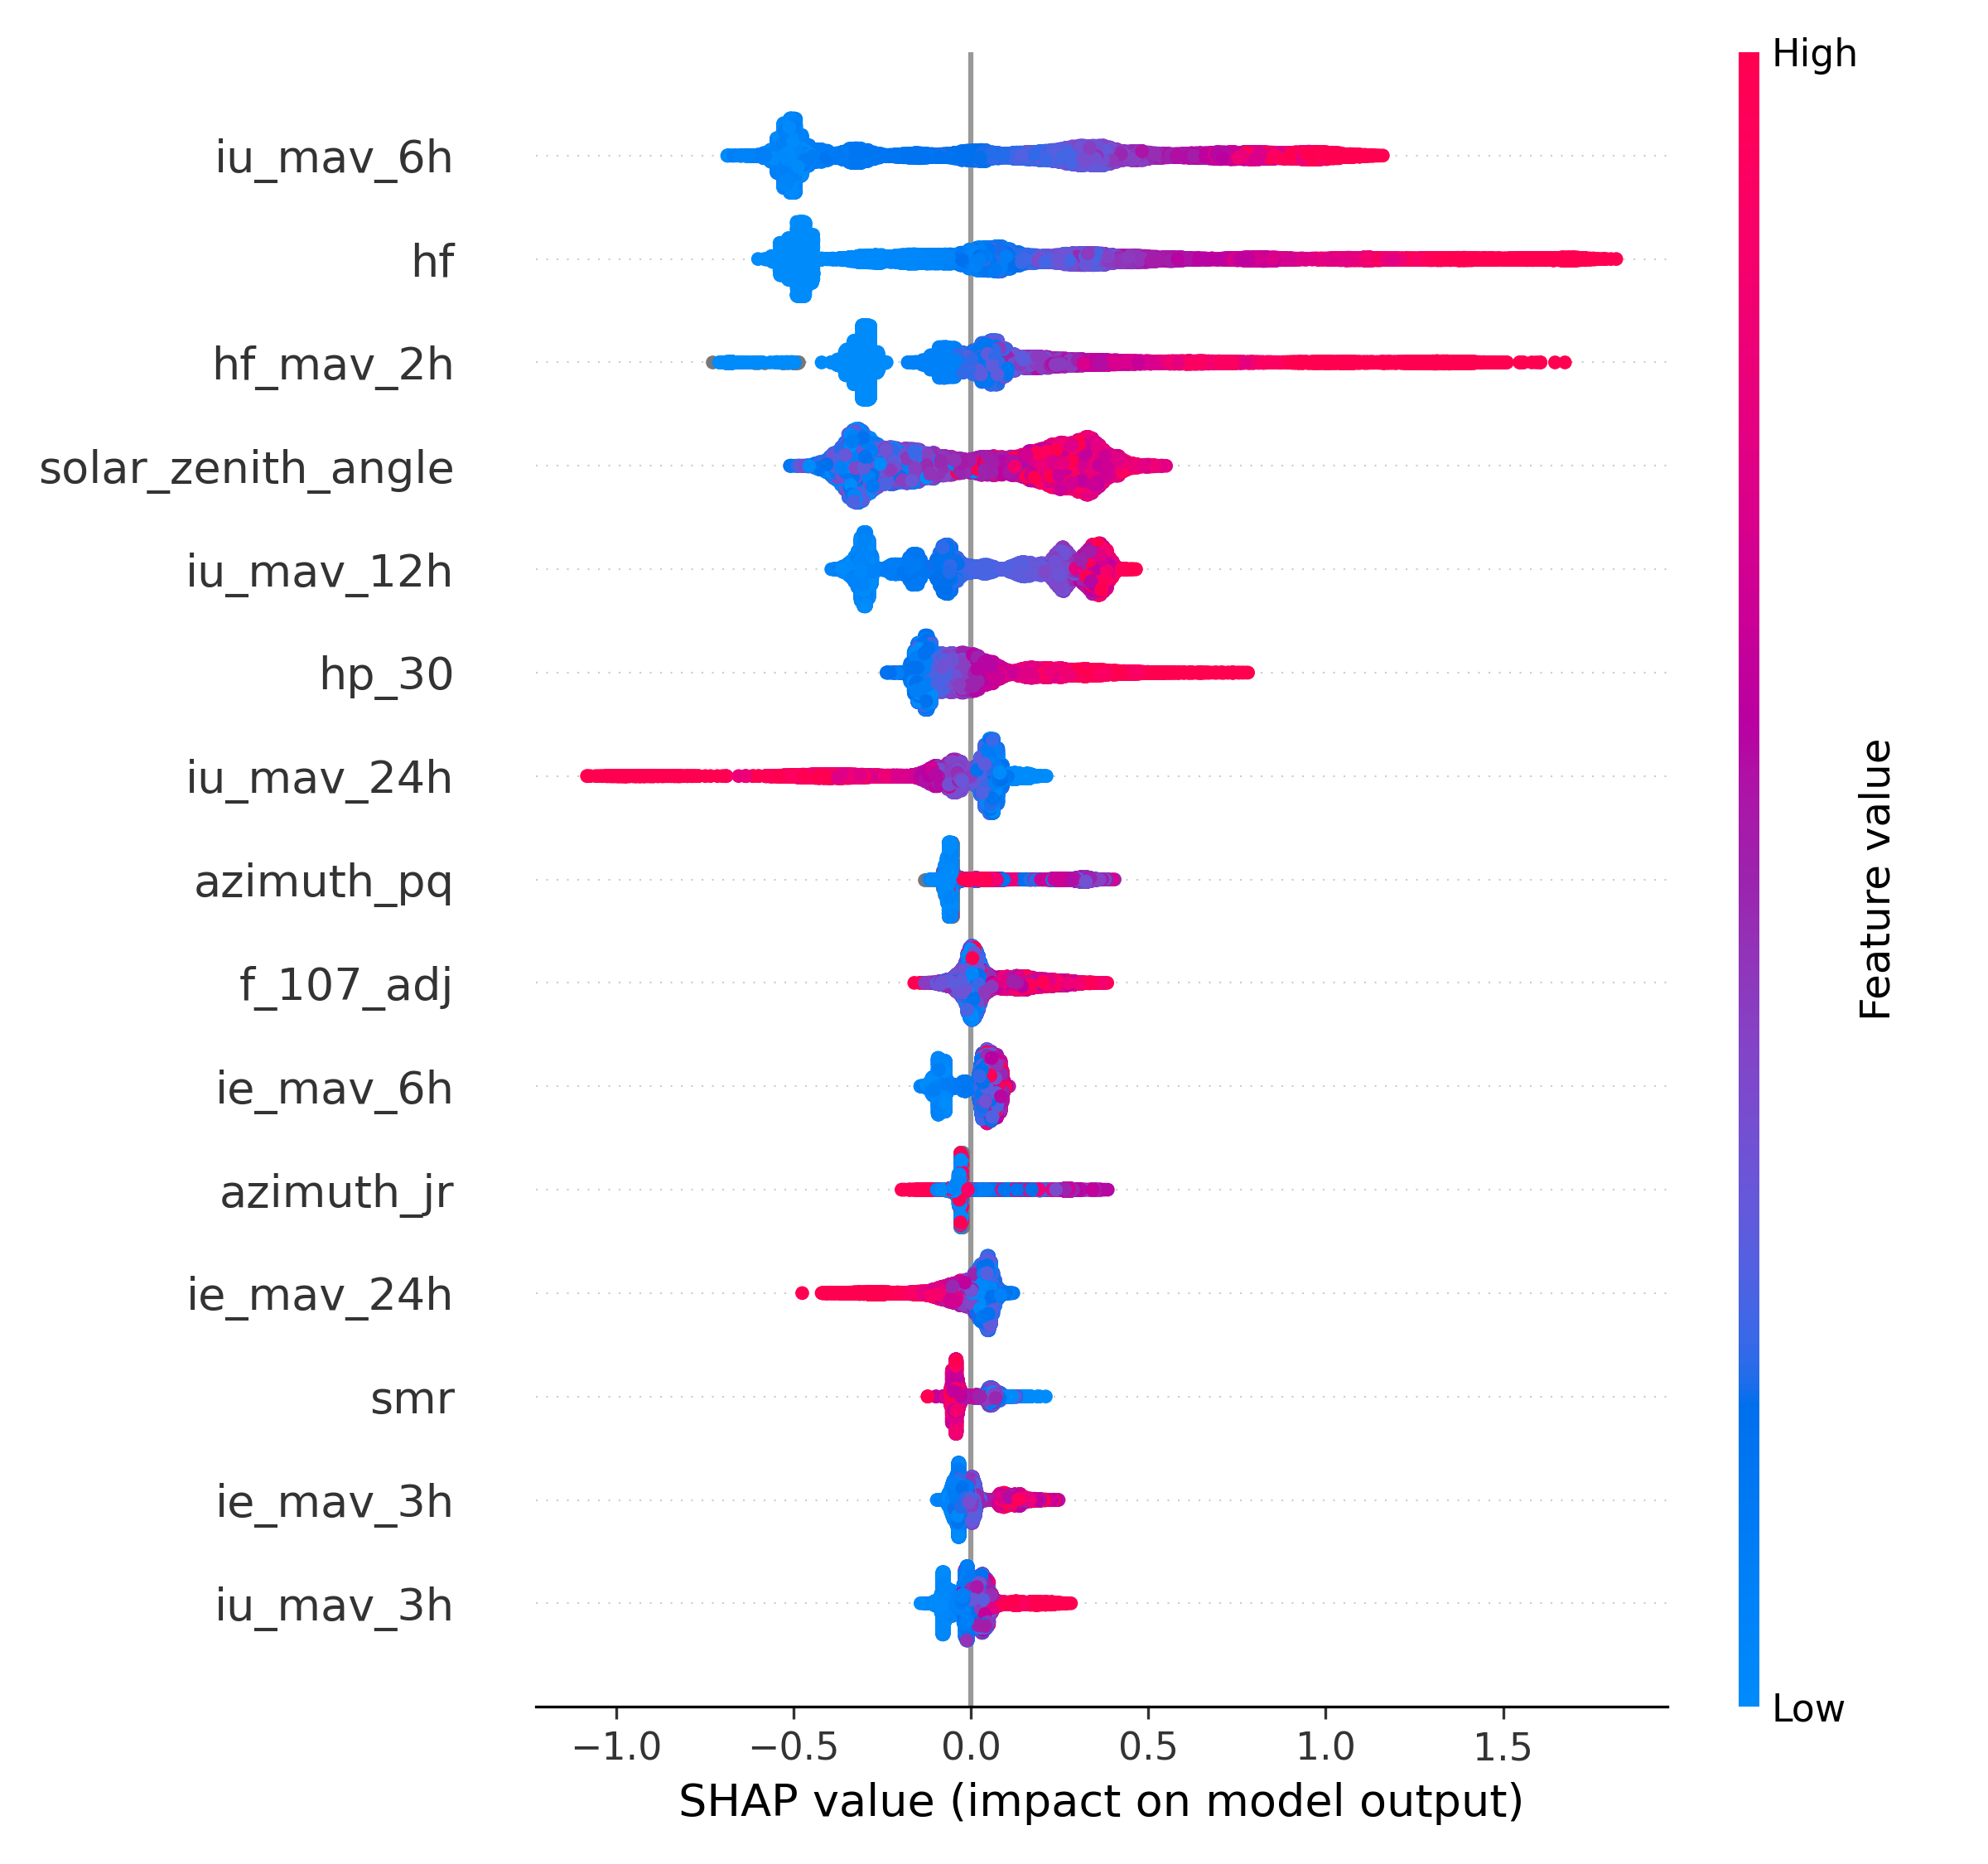 High
iu_mav_6h
hf
hf_mav_2h
solar_zenith_angle
iu_mav_12h
hp_30
iu_mav_24h
azimuth_pq
f_107_adj
ie_mav_6h
azimuth_jr
ie_mav_24h
smr
ie_mav_3h
iu_mav_3h
Feature value
Low
−1.0 −0.5 0.0 0.5 1.0 1.5
SHAP value (impact on model output)